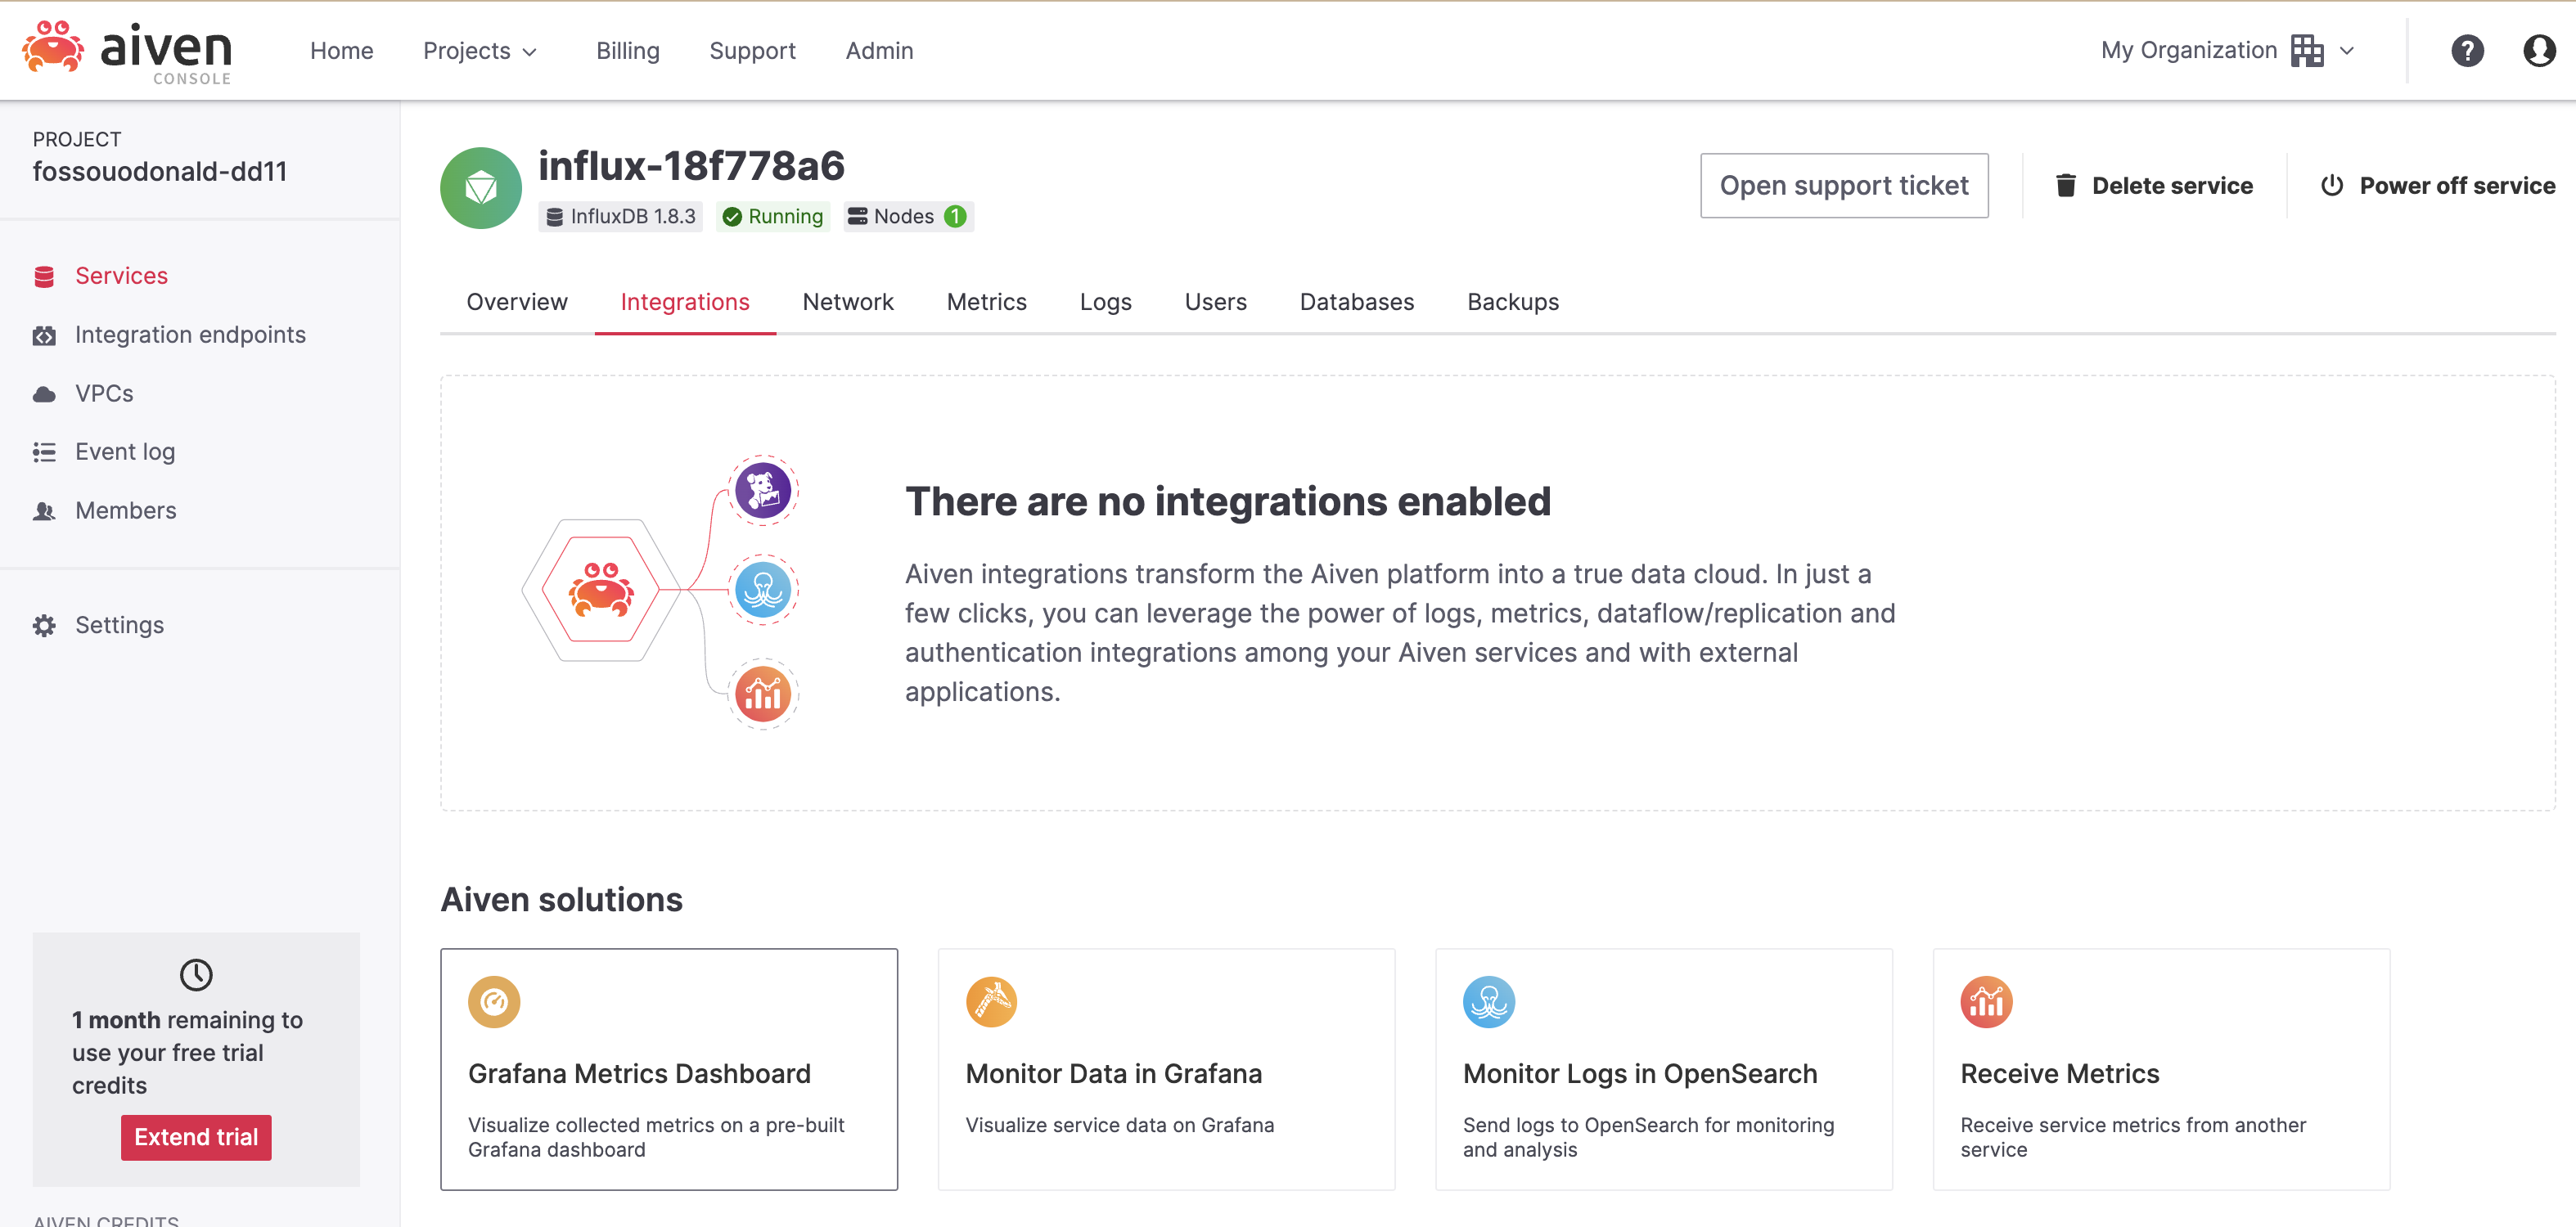 aiven
CONSOLE
Home
Projects
Billing
Support
Admin
My Organization
?
PROJECT
fossouodonald-dd11
Services
Integration endpoints
VPCs
Event log
Members
Settings
1 month remaining to
use your free trial
credits
Extend trial
AIVEN CREDITS
influx-18f778a6
InfluxDB 1.8.3
Running
Nodes 1
Open support ticket
Delete service
Power off service
Overview
Integrations
Network
Metrics
Logs
Users
Databases
Backups
There are no integrations enabled
Aiven integrations transform the Aiven platform into a true data cloud. In just a
few clicks, you can leverage the power of logs, metrics, dataflow/replication and
authentication integrations among your Aiven services and with external
applications.
Aiven solutions
Grafana Metrics Dashboard
Visualize collected metrics on a pre-built
Grafana dashboard
Monitor Data in Grafana
Visualize service data on Grafana
Monitor Logs in OpenSearch
Send logs to OpenSearch for monitoring
and analysis
Receive Metrics
Receive service metrics from another
service